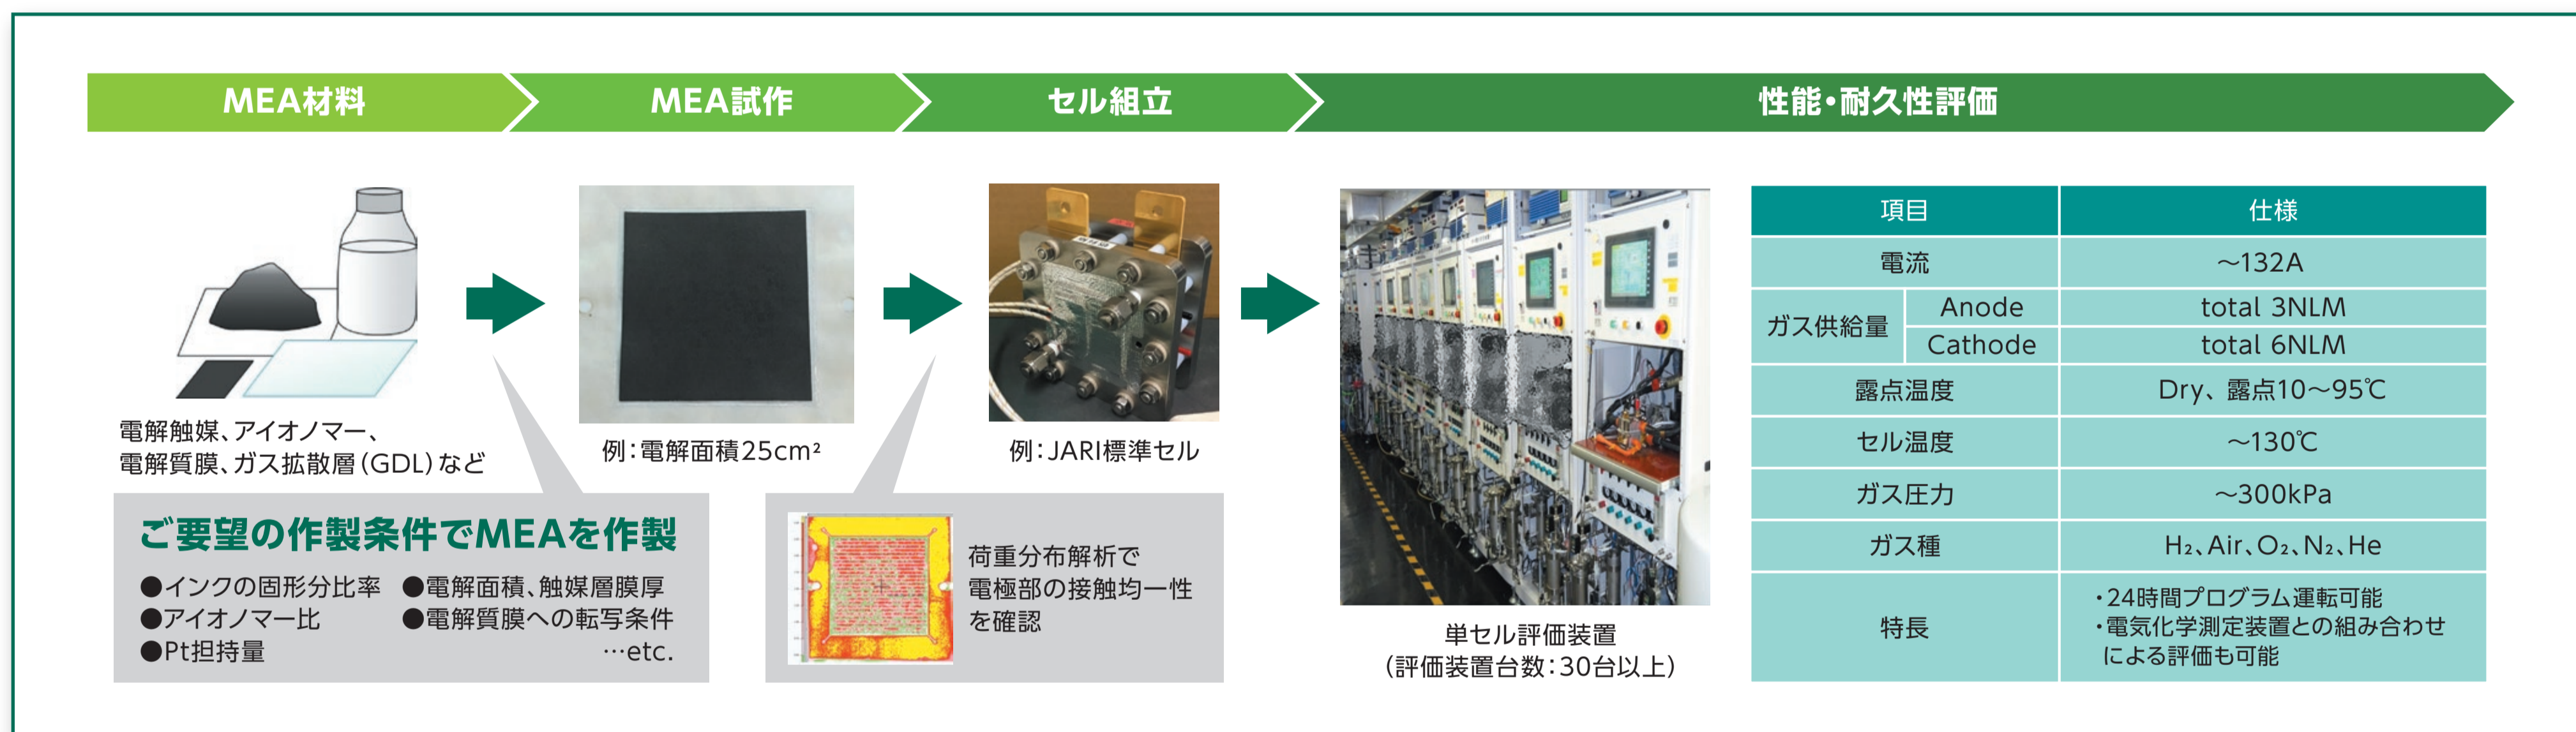 MEA材料
MEA試作
セル組立
性能・耐久性評価
電解触媒、アイオノマー、
電解質膜、ガス拡散層（GDL）など
例：電解面積25cm²
例：JARI標準セル
ご要望の作製条件でMEAを作製
●インクの固形分比率
●アイオノマー比
●Pt担持量
●電解面積、触媒層膜厚
●電解質膜への転写条件
…etc.
荷重分布解析で
電極部の接触均一性
を確認
単セル評価装置
（評価装置台数：30台以上）
項目 仕様
電流 ～132A
ガス供給量 Anode total 3NLM
Cathode total 6NLM
露点温度 Dry、露点10～95℃
セル温度 ～130℃
ガス圧力 ～300kPa
ガス種 H₂、Air、O₂、N₂、He
特長 ・24時間プログラム運転可能
・電気化学測定装置との組み合わせ
による評価も可能